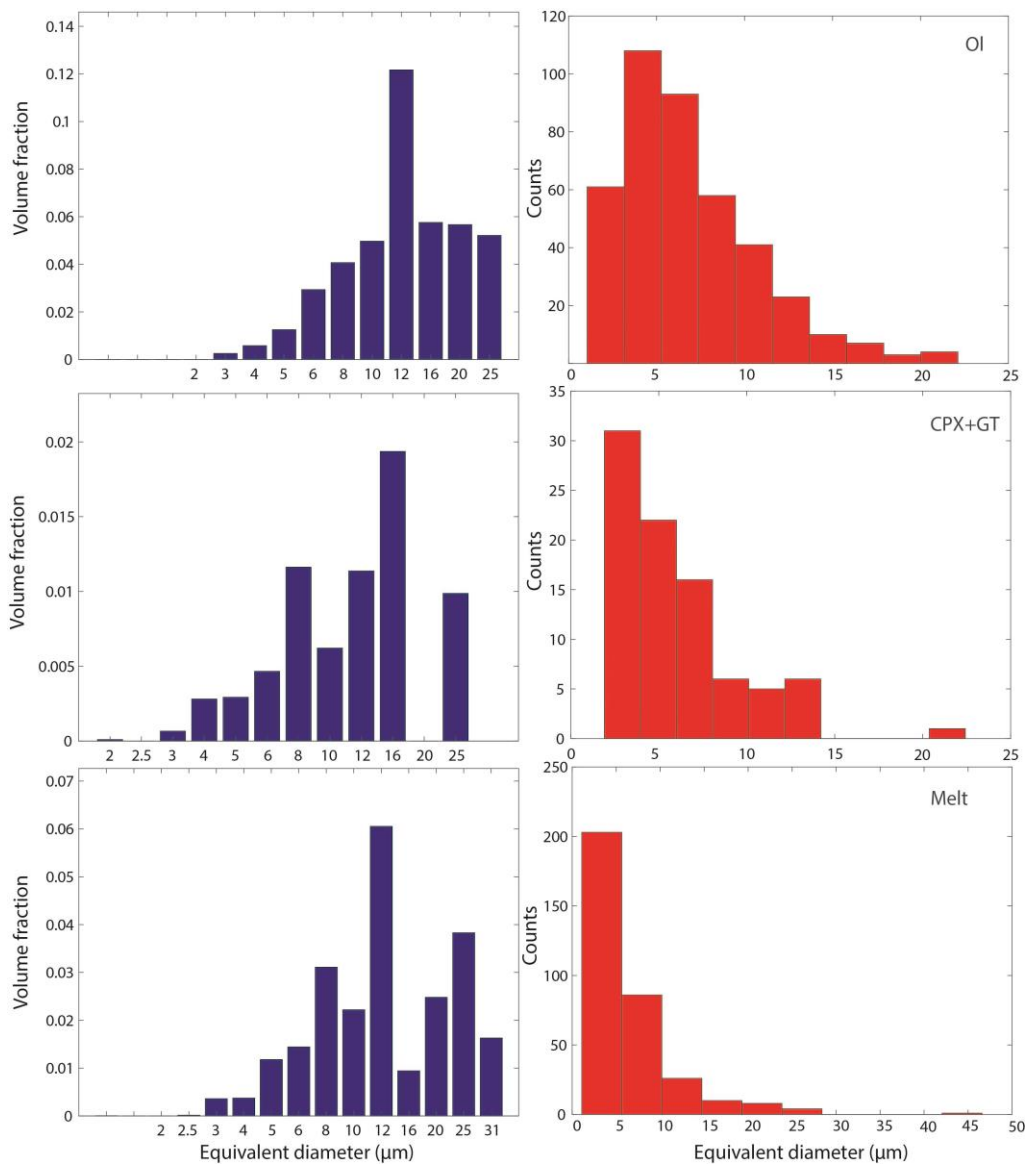 0.14
0.12
0.1
0.08
0.06
0.04
0.02
0
Volume fraction
2 3 4 5 6 8 10 12 16 20 25
120
100
80
60
40
20
Counts
Ol
0 5 10 15 20 25
0.02
0.015
0.01
0.005
0
Volume fraction
2 2.5 3 4 5 6 8 10 12 16 20 25
35
30
25
20
15
10
5
0
Counts
CPX+GT
0 5 10 15 20 25
0.07
0.06
0.05
0.04
0.03
0.02
0.01
0
Volume fraction
2 2.5 3 4 5 6 8 10 12 16 20 25 31
Equivalent diameter (μm)
250
200
150
100
50
0
Counts
Melt
0 5 10 15 20 25 30 35 40 45 50
Equivalent diameter (μm)